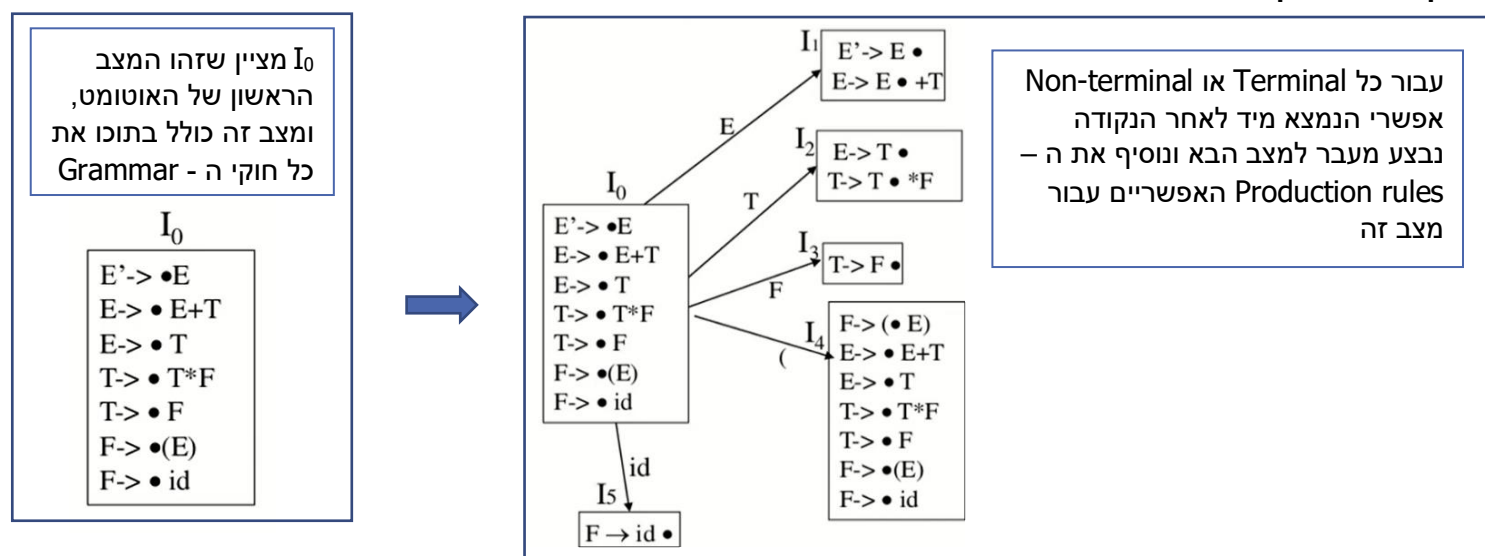 I₀ מציין שזהו המצב
הראשון של האוטומט,
ומצב זה כולל בתוכו את
כל חוקי ה - Grammar
I₀
E'-> •E
E-> • E+T
E-> • T
T-> • T*F
T-> • F
F-> •(E)
F-> • id
I₀
E'-> •E
E-> • E+T
E-> • T
T-> • T*F
T-> • F
F-> •(E)
F-> • id
E
I₁
E'-> E •
E-> E • +T
T
I₂
E-> T •
T-> T • *F
F
I₃
T-> F •
(
I₄
F-> (• E)
E-> • E+T
E-> • T
T-> • T*F
T-> • F
F-> •(E)
F-> • id
id
I5
F → id •
עבור כל Terminal או Non-terminal
אפשרי הנמצא מיד לאחר הנקודה
נבצע מעבר למצב הבא ונוסיף את ה –
Production rules האפשריים עבור
מצב זה